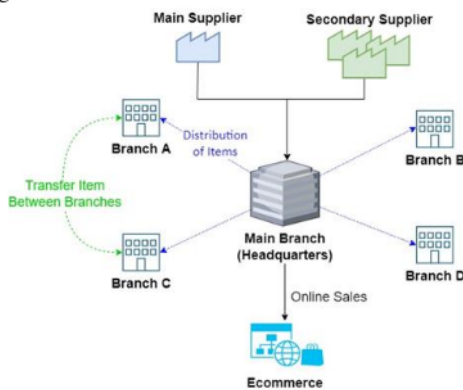 Main Supplier
Secondary Supplier
Branch A
Distribution
of Items
Branch B
Transfer Item
Between Branches
Main Branch
(Headquarters)
Branch C
Branch D
Online Sales
Ecommerce